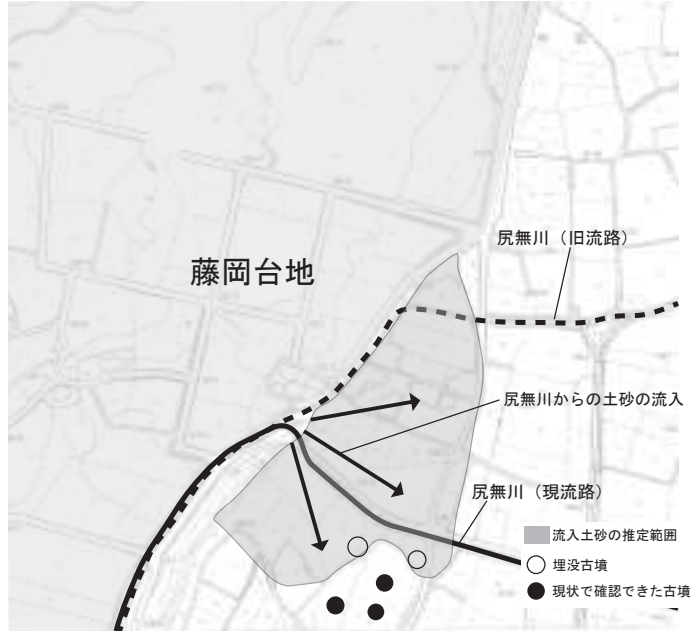 尻無川（旧流路）
藤岡台地
尻無川からの土砂の流入
尻無川（現流路）
流入土砂の推定範囲
埋没古墳
現状で確認できた古墳